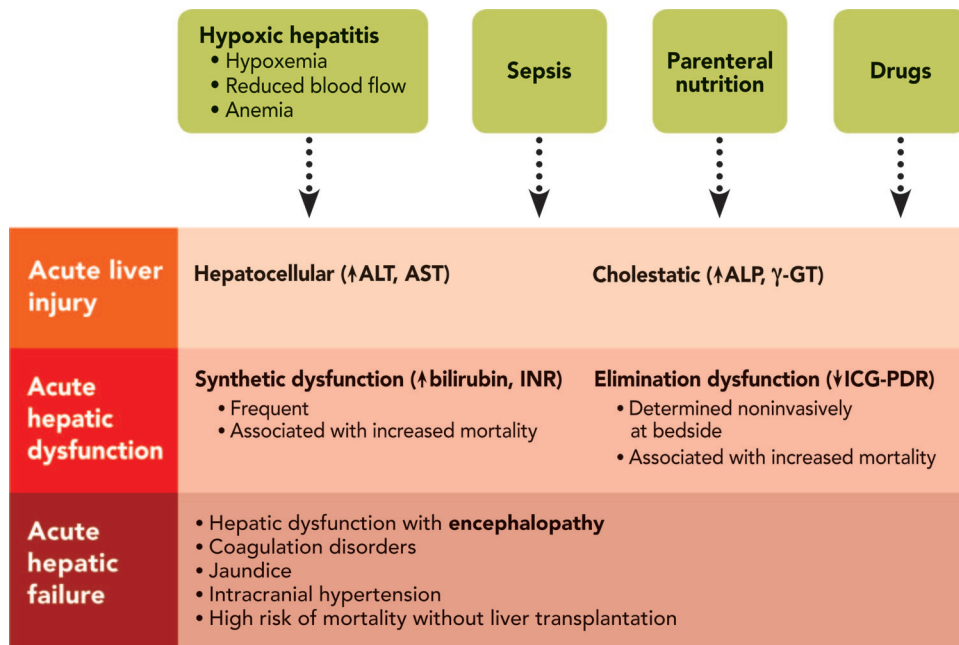 Hypoxic hepatitis
• Hypoxemia
• Reduced blood flow
• Anemia
Sepsis
Parenteral
nutrition
Drugs
Acute liver
injury
Hepatocellular (↑ALT, AST)
Cholestatic (↑ALP, γ-GT)
Acute
hepatic
dysfunction
Synthetic dysfunction (↑bilirubin, INR)
• Frequent
• Associated with increased mortality
Elimination dysfunction (↓ICG-PDR)
• Determined noninvasively
at bedside
• Associated with increased mortality
Acute
hepatic
failure
• Hepatic dysfunction with encephalopathy
• Coagulation disorders
• Jaundice
• Intracranial hypertension
• High risk of mortality without liver transplantation